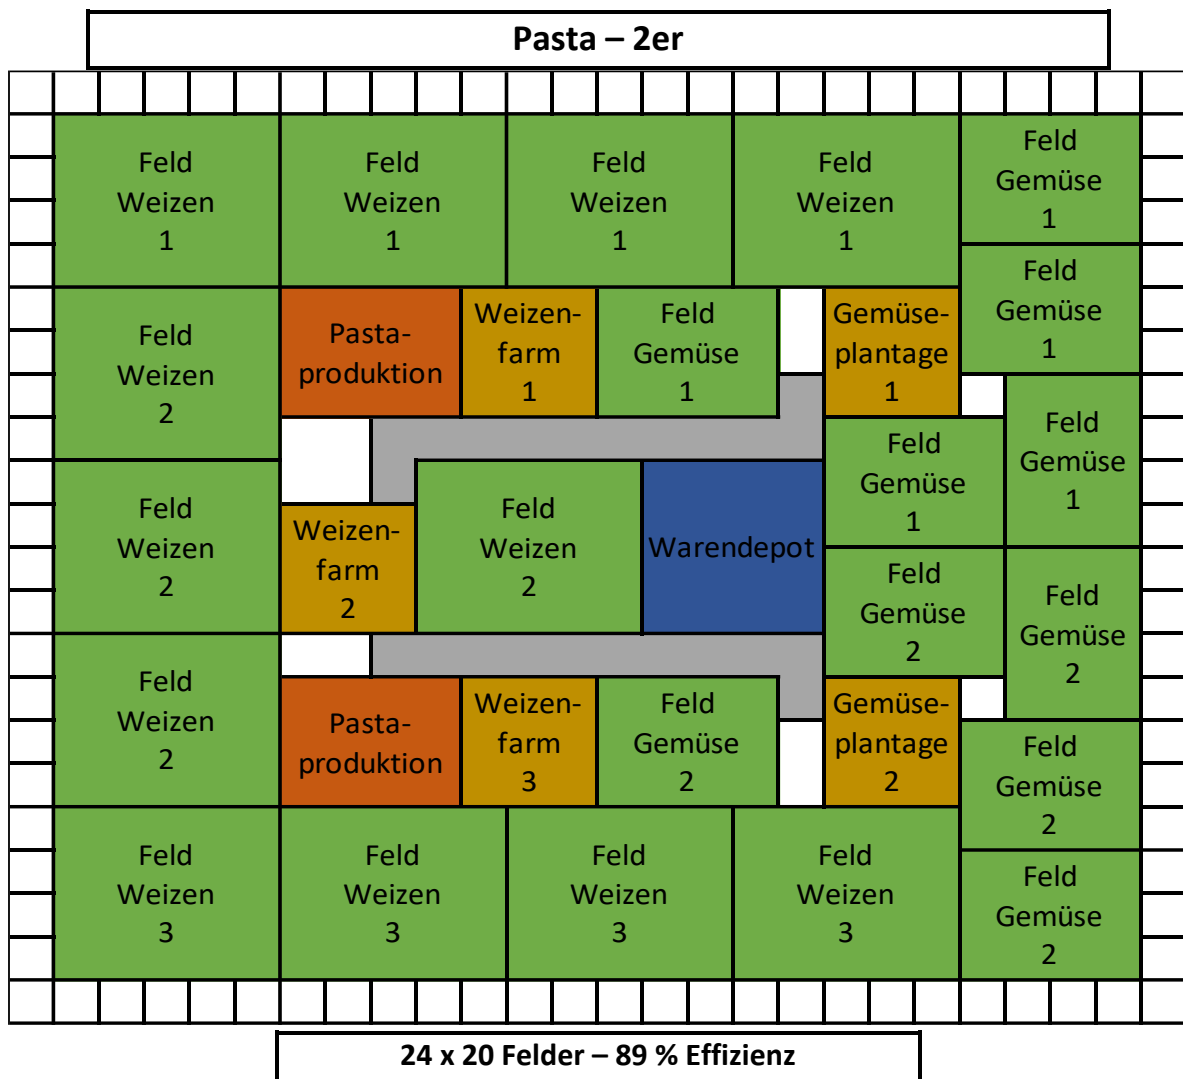 Pasta – 2er
Feld
Weizen
1
Feld
Weizen
1
Feld
Weizen
1
Feld
Weizen
1
Feld
Gemüse
1
Feld
Gemüse
1
Feld
Weizen
2
Pasta-
produktion
Weizen-
farm
1
Feld
Gemüse
1
Gemüse-
plantage
1
Feld
Gemüse
1
Feld
Gemüse
1
Feld
Weizen
2
Weizen-
farm
2
Feld
Weizen
2
Warendepot
Feld
Gemüse
2
Feld
Gemüse
2
Feld
Weizen
2
Pasta-
produktion
Weizen-
farm
3
Feld
Gemüse
2
Gemüse-
plantage
2
Feld
Gemüse
2
Feld
Weizen
3
Feld
Weizen
3
Feld
Weizen
3
Feld
Weizen
3
Feld
Gemüse
2
24 x 20 Felder – 89 % Effizienz